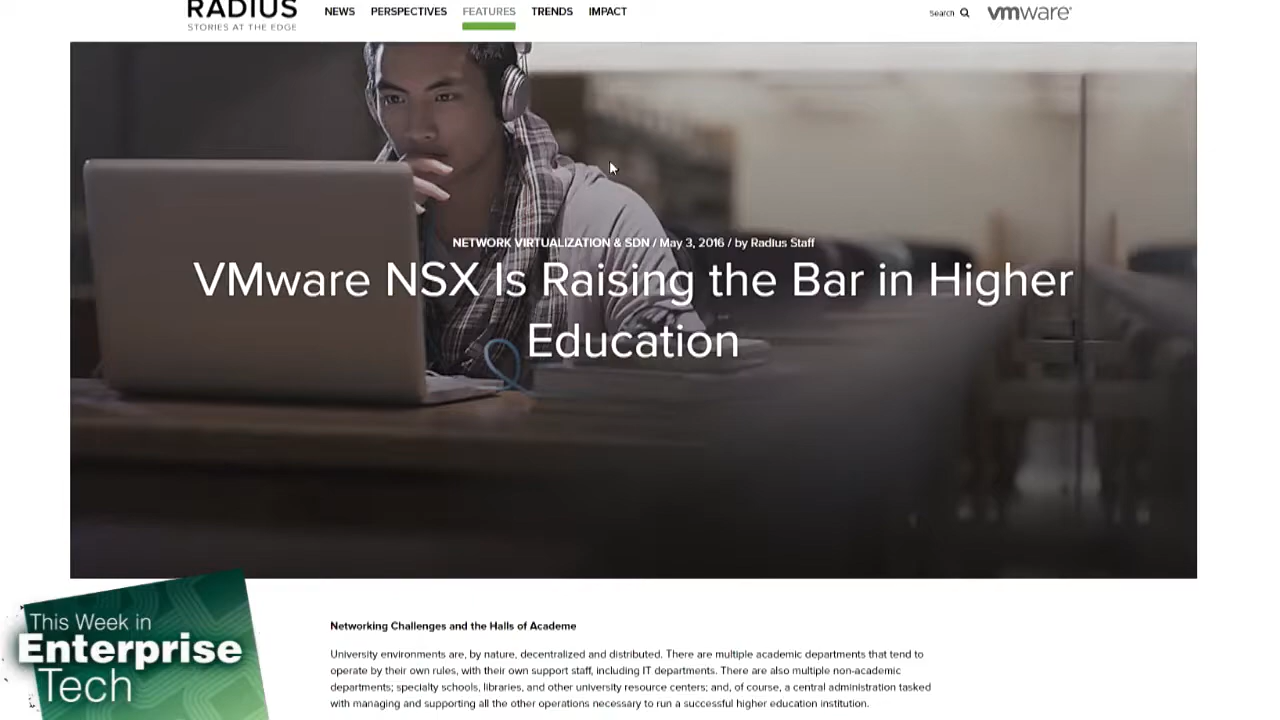 RADIUS
STORIES AT THE EDGE
NEWS PERSPECTIVES FEATURES TRENDS IMPACT
Search
vmware
NETWORK VIRTUALIZATION & SDN / May 3, 2016 / by Radius Staff
VMware NSX Is Raising the Bar in Higher
Education
Networking Challenges and the Halls of Academe
University environments are, by nature, decentralized and distributed. There are multiple academic departments that tend to
operate by their own rules, with their own support staff, including IT departments. There are also multiple non-academic
departments; specialty schools, libraries, and other university resource centers; and, of course, a central administration tasked
with managing and supporting all the other operations necessary to run a successful higher education institution.
This Week in
Enterprise
Tech